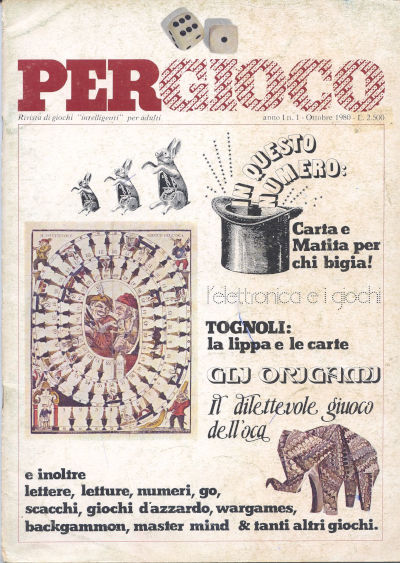 PERGIOCO
Rivista di giochi "intelligenti" per adulti
anno I n. 1 - Ottobre 1980 - L. 2.500
IN QUESTO
NUMERO:
Carta e
Matita per
chi bigia!
l'elettronica e i giochi
TOGNOLI:
la lippa e le carte
GLI ORIGAMI
Il dilettevole giuoco
dell'oca
e inoltre
lettere, letture, numeri, go,
scacchi, giochi d'azzardo, wargames,
backgammon, master mind & tanti altri giochi.